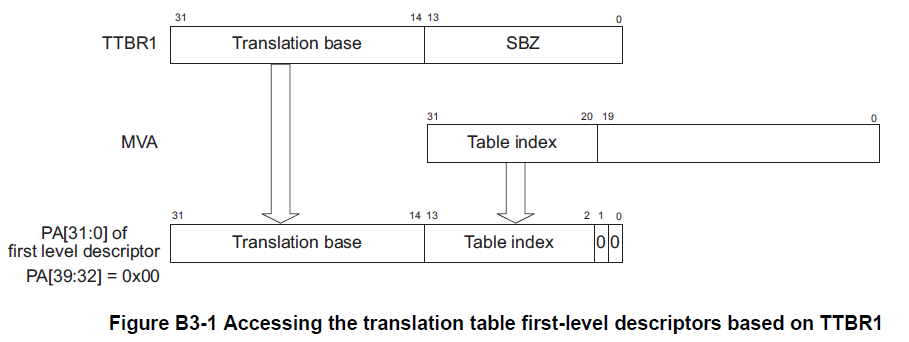 31 14 13 0
TTBR1 Translation base SBZ
31 20 19 0
MVA Table index
31 14 13 2 1 0
PA[31:0] of
first level descriptor Translation base Table index 0 0
PA[39:32] = 0x00
Figure B3-1 Accessing the translation table first-level descriptors based on TTBR1